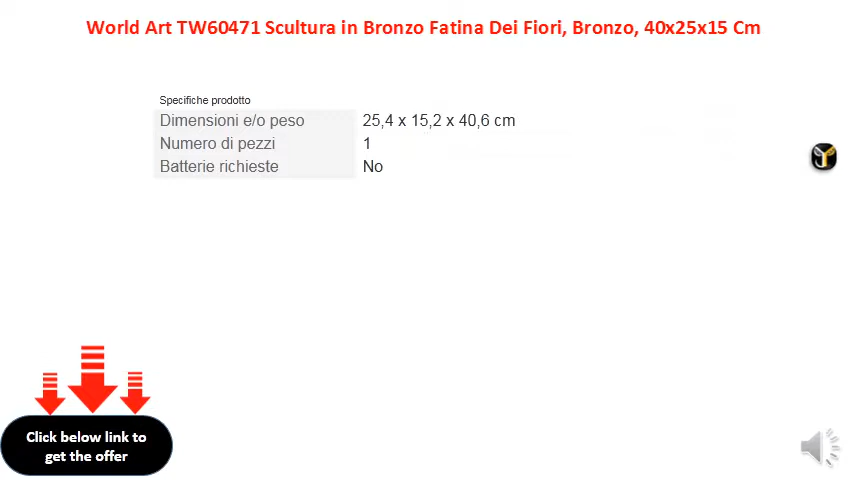 World Art TW60471 Scultura in Bronzo Fatina Dei Fiori, Bronzo, 40x25x15 Cm
Specifiche prodotto
Dimensioni e/o peso 25,4 x 15,2 x 40,6 cm
Numero di pezzi 1
Batterie richieste No
Click below link to
get the offer